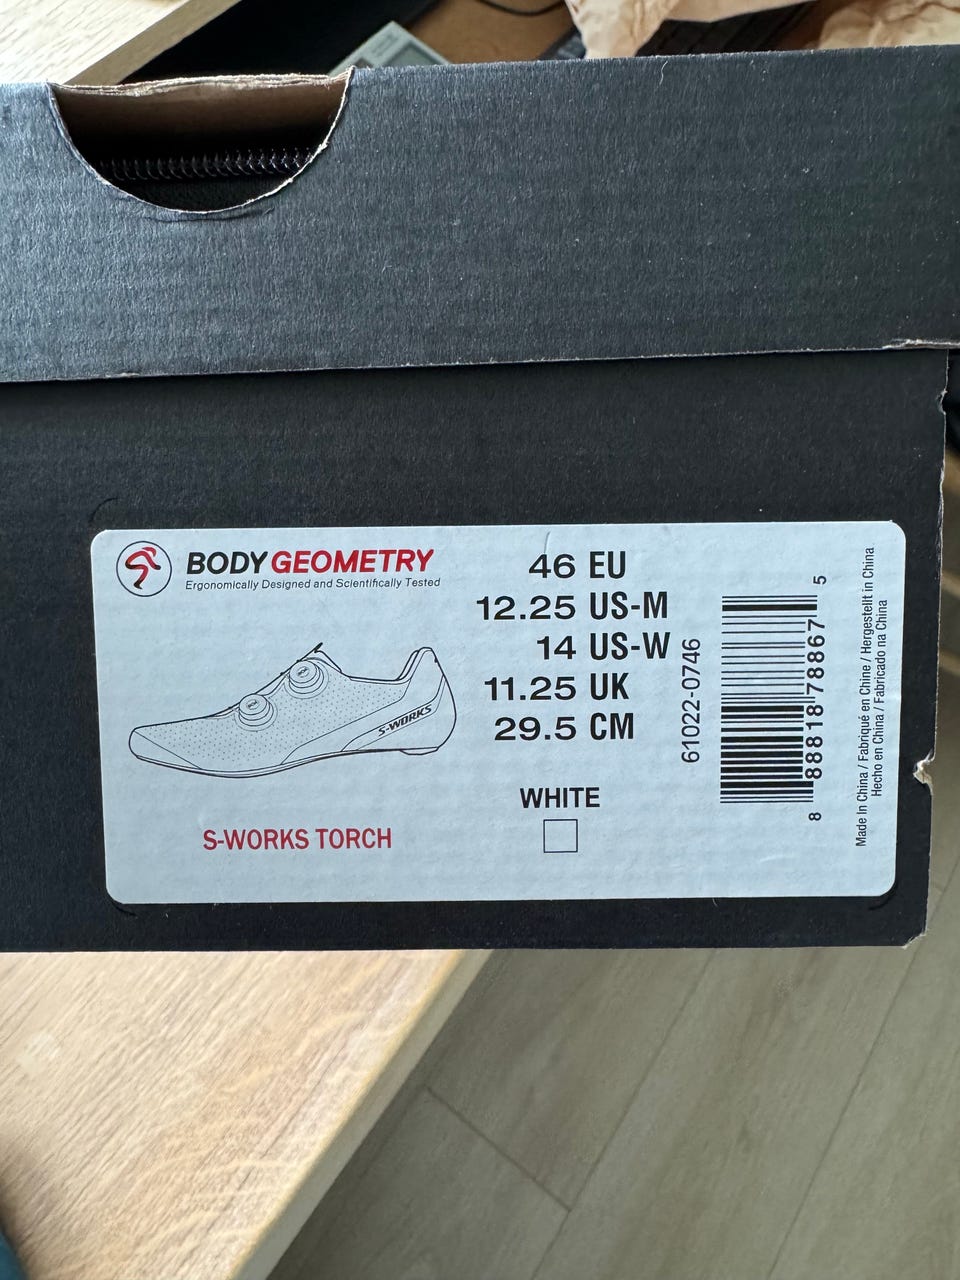 BODY GEOMETRY
Ergonomically Designed and Scientifically Tested
S-WORKS
S-WORKS TORCH
46 EU
12.25 US-M
14 US-W
11.25 UK
29.5 CM
WHITE
61022-0746
8 88818 78867 5
Made In China / Fabriqué en Chine / Hergestellt in China
Hecho en China / Fabricado na China